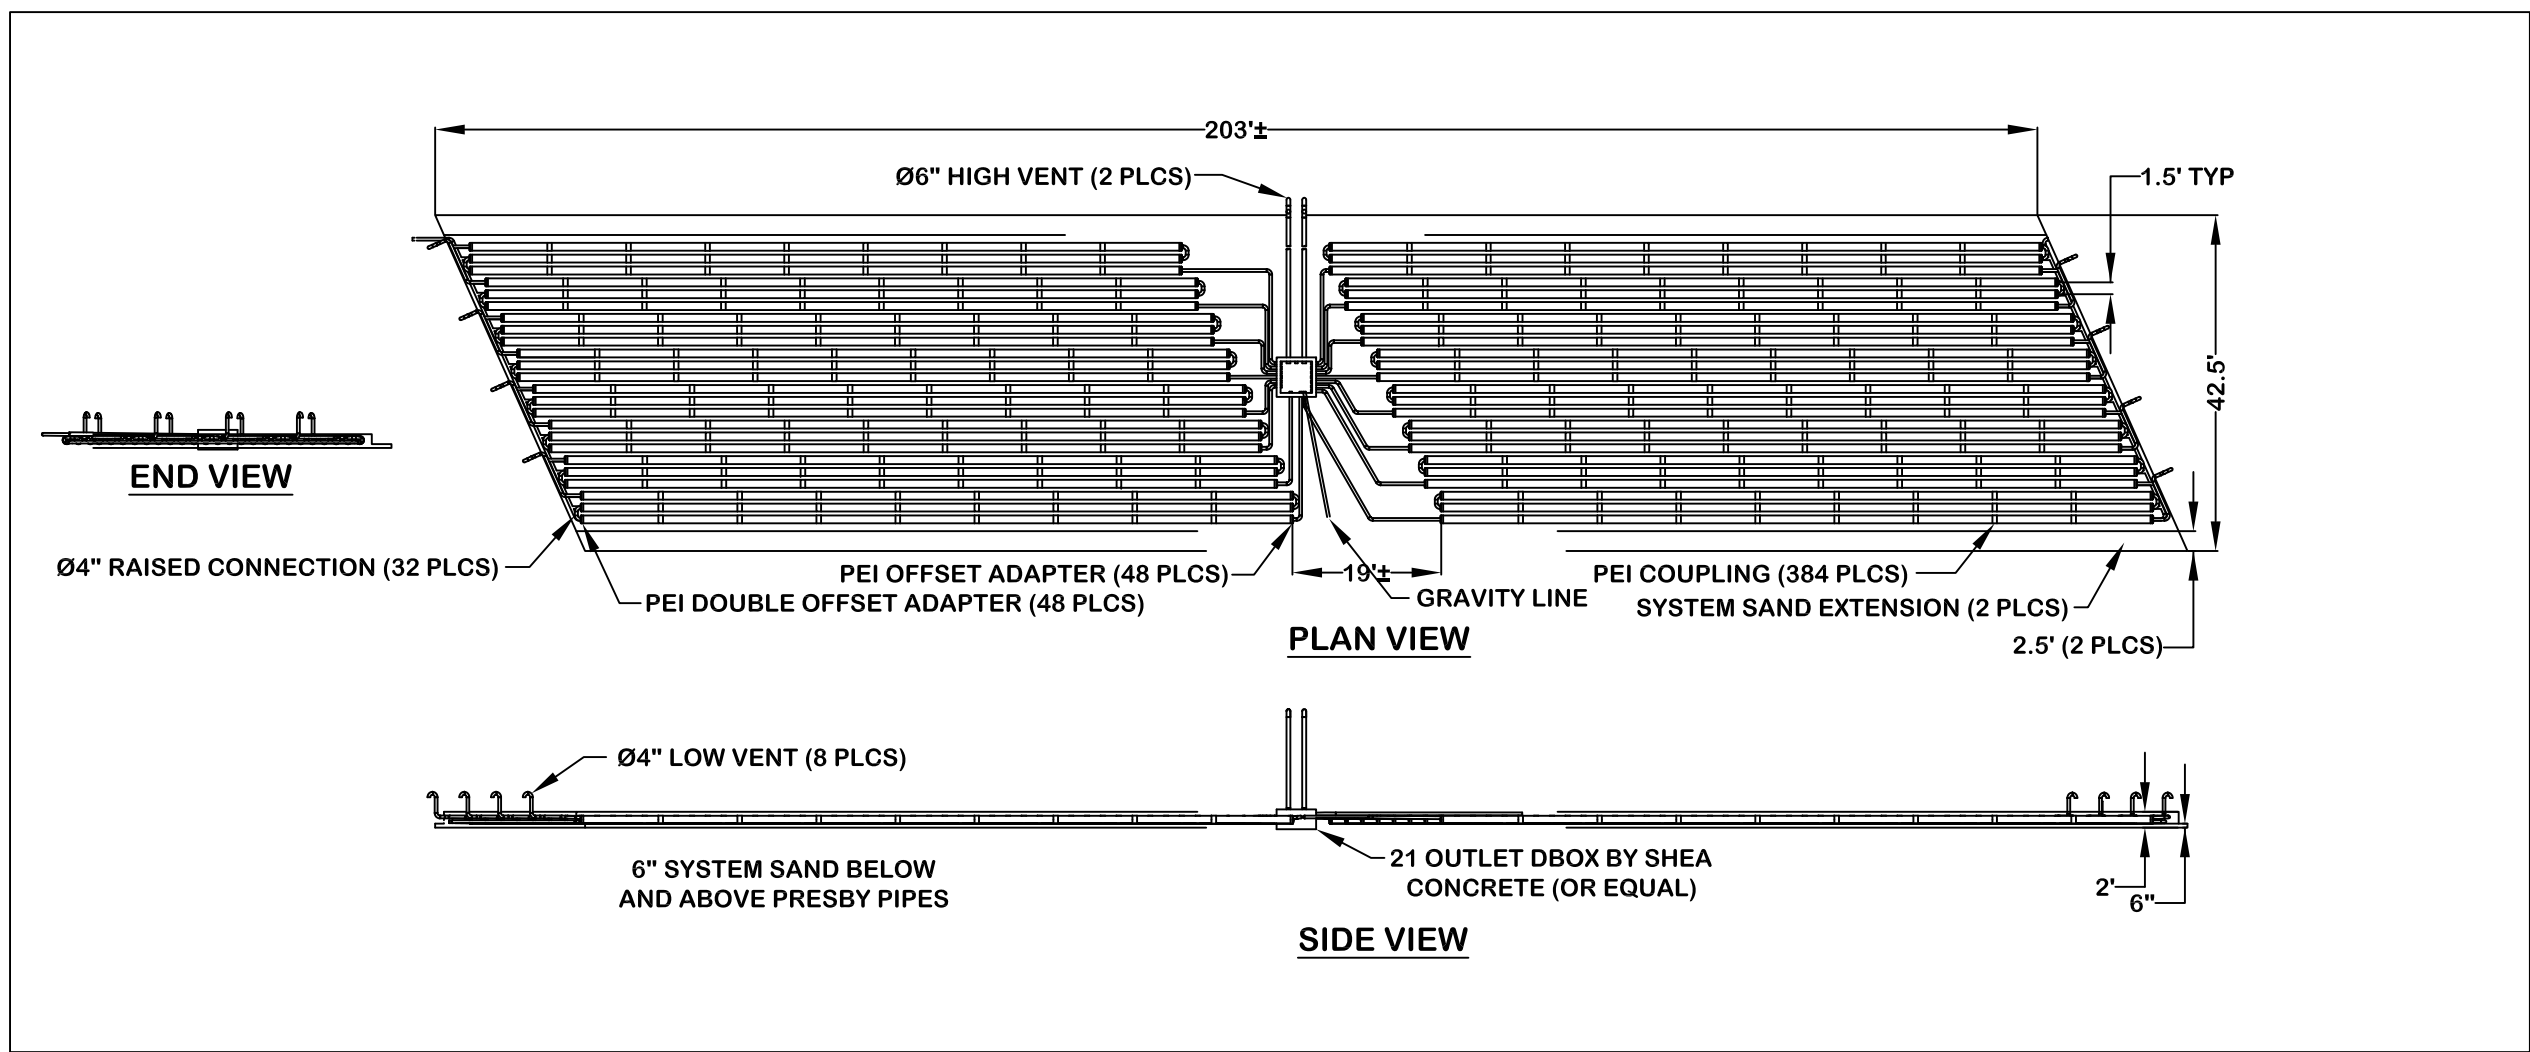 203'±
Ø6" HIGH VENT (2 PLCS)
1.5' TYP
42.5'
END VIEW
Ø4" RAISED CONNECTION (32 PLCS)
PEI OFFSET ADAPTER (48 PLCS)
19'±
PEI COUPLING (384 PLCS)
PEI DOUBLE OFFSET ADAPTER (48 PLCS)
GRAVITY LINE
SYSTEM SAND EXTENSION (2 PLCS)
PLAN VIEW
2.5' (2 PLCS)
Ø4" LOW VENT (8 PLCS)
6" SYSTEM SAND BELOW
AND ABOVE PRESBY PIPES
21 OUTLET DBOX BY SHEA
CONCRETE (OR EQUAL)
2'
6"
SIDE VIEW